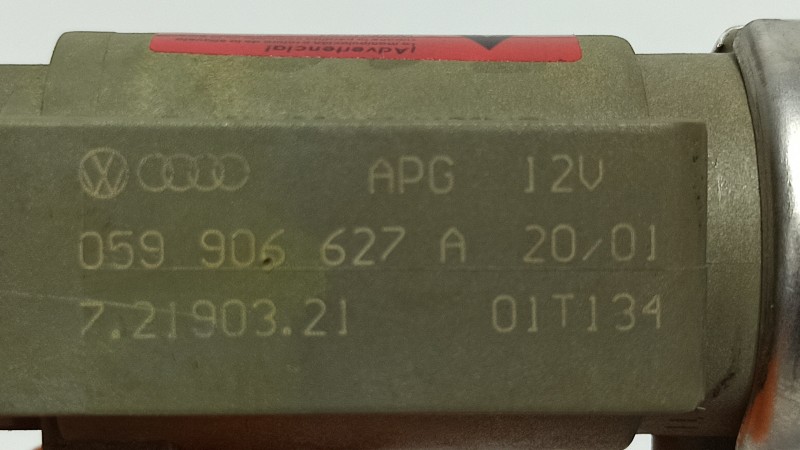 ¡Advertencia!
APG 12V
059 906 627 A 20/01
7.21903.21 01T134